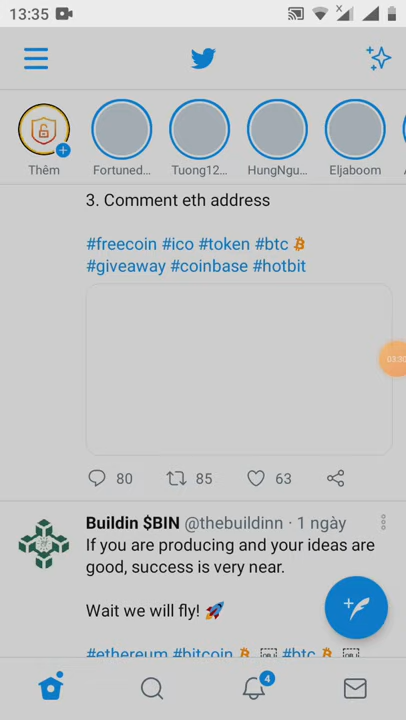 13:35
Thêm
Fortuned...
Tuong12...
HungNgu...
Eljaboom
3. Comment eth address
#freecoin #ico #token #btc
#giveaway #coinbase #hotbit
03:30
80
85
63
Buildin $BIN @thebuildinn · 1 ngày
If you are producing and your ideas are
good, success is very near.
Wait we will fly! 🚀
#ethereum #bitcoin #btc
4